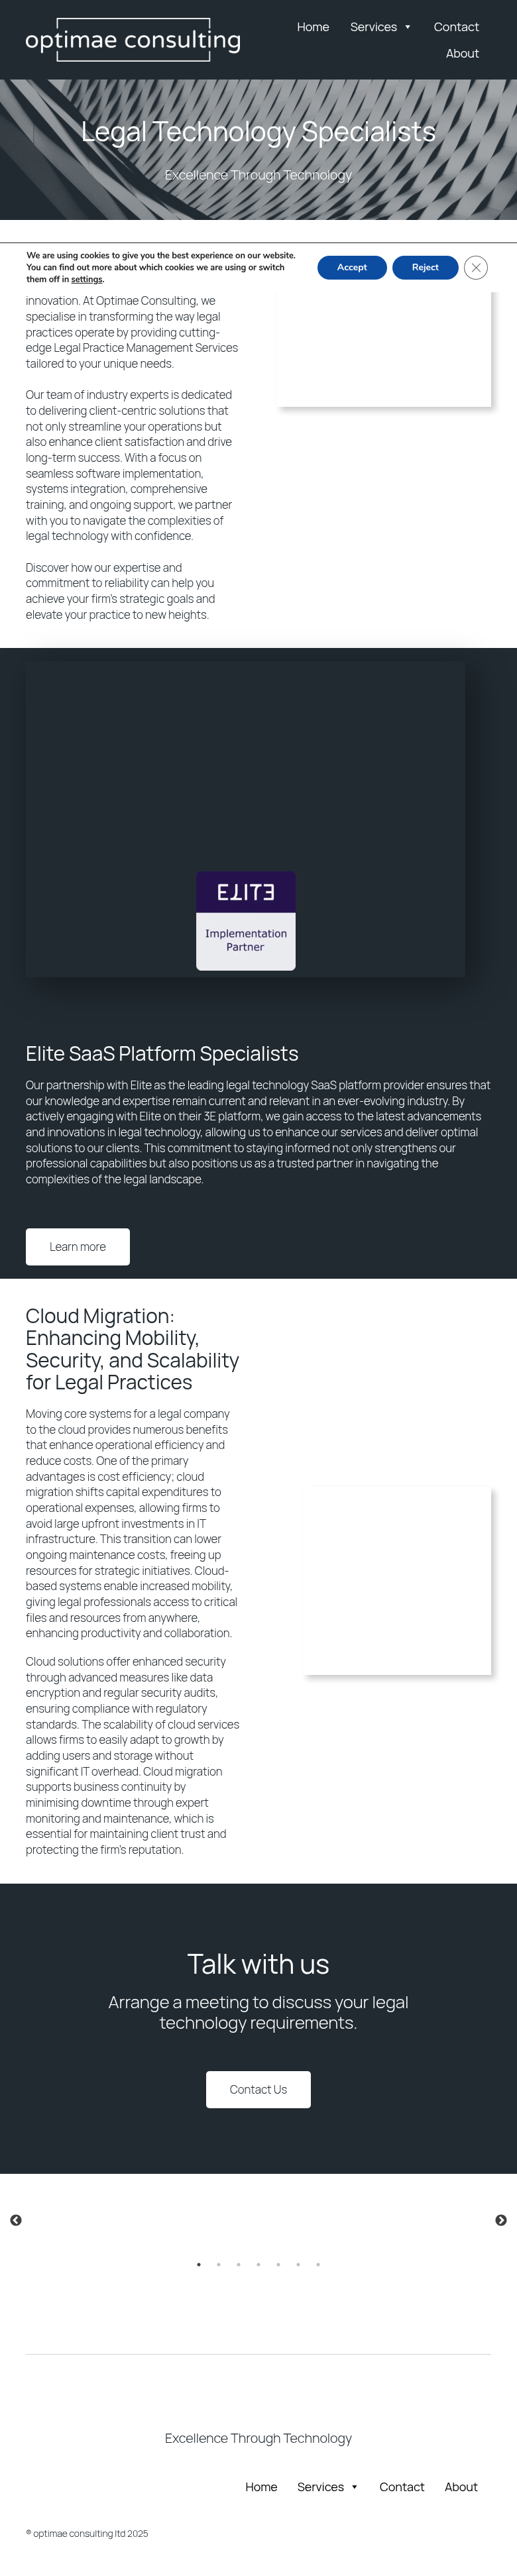 optimae consulting
Home
Services
Contact
About
Legal Technology Specialists
Excellence Through Technology
We are using cookies to give you the best experience on our website.
You can find out more about which cookies we are using or switch
them off in settings.
Accept
Reject
innovation. At Optimae Consulting, we
specialise in transforming the way legal
practices operate by providing cutting-
edge Legal Practice Management Services
tailored to your unique needs.
Our team of industry experts is dedicated
to delivering client-centric solutions that
not only streamline your operations but
also enhance client satisfaction and drive
long-term success. With a focus on
seamless software implementation,
systems integration, comprehensive
training, and ongoing support, we partner
with you to navigate the complexities of
legal technology with confidence.
Discover how our expertise and
commitment to reliability can help you
achieve your firm's strategic goals and
elevate your practice to new heights.
ELITE
Implementation
Partner
Elite SaaS Platform Specialists
Our partnership with Elite as the leading legal technology SaaS platform provider ensures that
our knowledge and expertise remain current and relevant in an ever-evolving industry. By
actively engaging with Elite on their 3E platform, we gain access to the latest advancements
and innovations in legal technology, allowing us to enhance our services and deliver optimal
solutions to our clients. This commitment to staying informed not only strengthens our
professional capabilities but also positions us as a trusted partner in navigating the
complexities of the legal landscape.
Learn more
Cloud Migration:
Enhancing Mobility,
Security, and Scalability
for Legal Practices
Moving core systems for a legal company
to the cloud provides numerous benefits
that enhance operational efficiency and
reduce costs. One of the primary
advantages is cost efficiency; cloud
migration shifts capital expenditures to
operational expenses, allowing firms to
avoid large upfront investments in IT
infrastructure. This transition can lower
ongoing maintenance costs, freeing up
resources for strategic initiatives. Cloud-
based systems enable increased mobility,
giving legal professionals access to critical
files and resources from anywhere,
enhancing productivity and collaboration.
Cloud solutions offer enhanced security
through advanced measures like data
encryption and regular security audits,
ensuring compliance with regulatory
standards. The scalability of cloud services
allows firms to easily adapt to growth by
adding users and storage without
significant IT overhead. Cloud migration
supports business continuity by
minimising downtime through expert
monitoring and maintenance, which is
essential for maintaining client trust and
protecting the firm's reputation.
Talk with us
Arrange a meeting to discuss your legal
technology requirements.
Contact Us
Excellence Through Technology
Home
Services
Contact
About
® optimae consulting ltd 2025